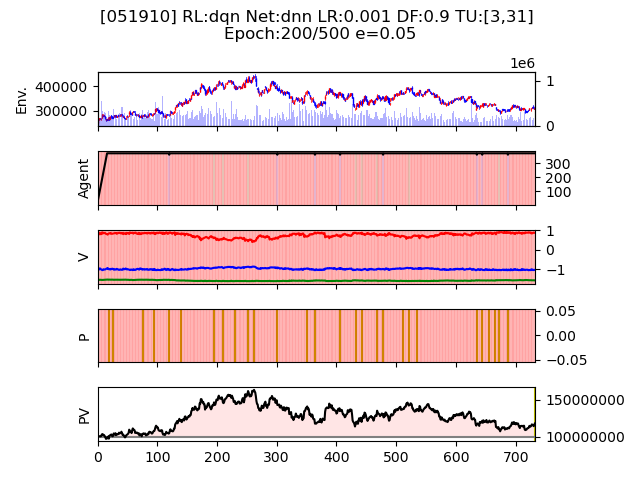 [051910] RL:dqn Net:dnn LR:0.001 DF:0.9 TU:[3,31]
Epoch:200/500 e=0.05
1e6
Env.
400000
300000
1
0
Agent
300
200
100
V
1
0
−1
P
0.05
0.00
−0.05
PV
150000000
100000000
0 100 200 300 400 500 600 700